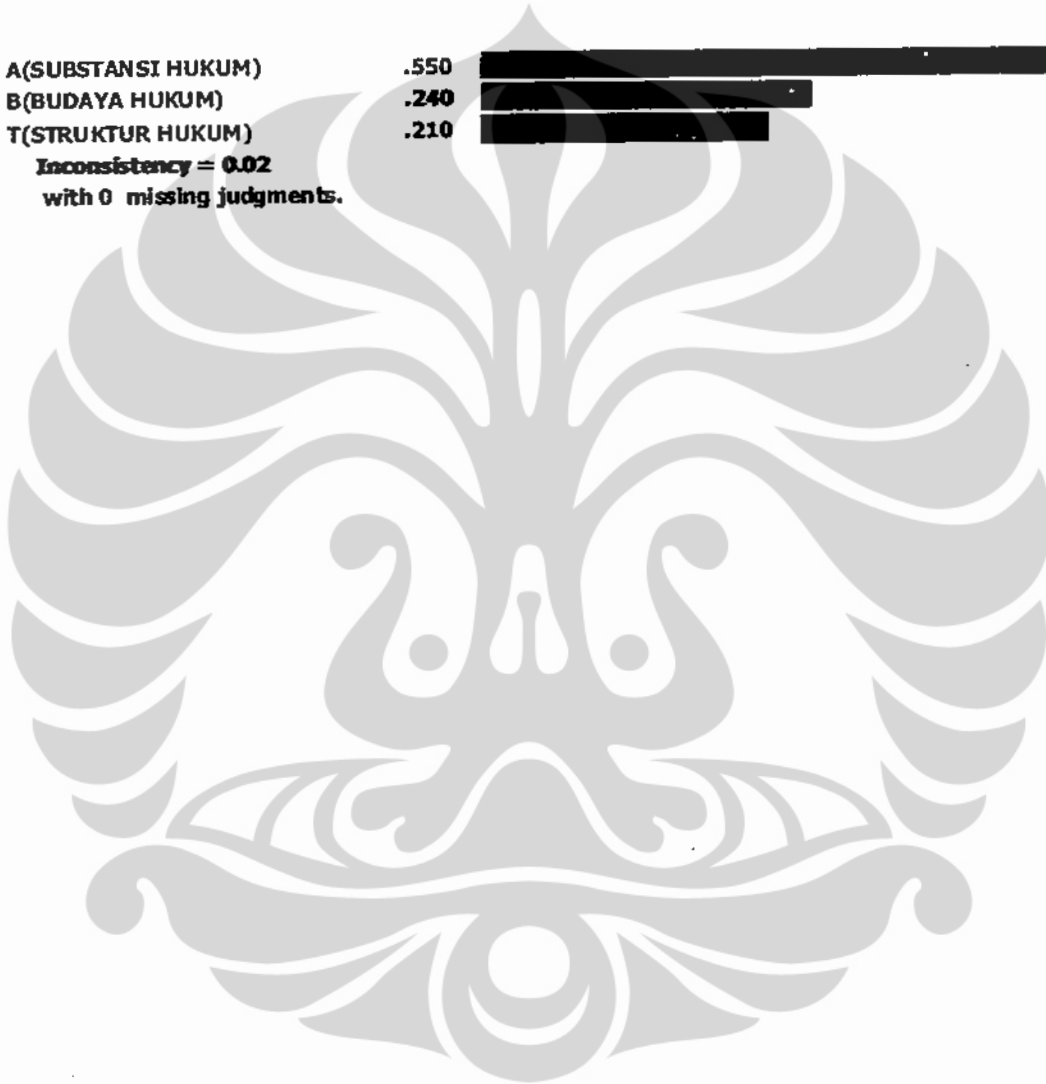 A(SUBSTANSI HUKUM) .550
B(BUDAYA HUKUM) .240
T(STRUKTUR HUKUM) .210
Inconsistency = 0.02
with 0 missing judgments.